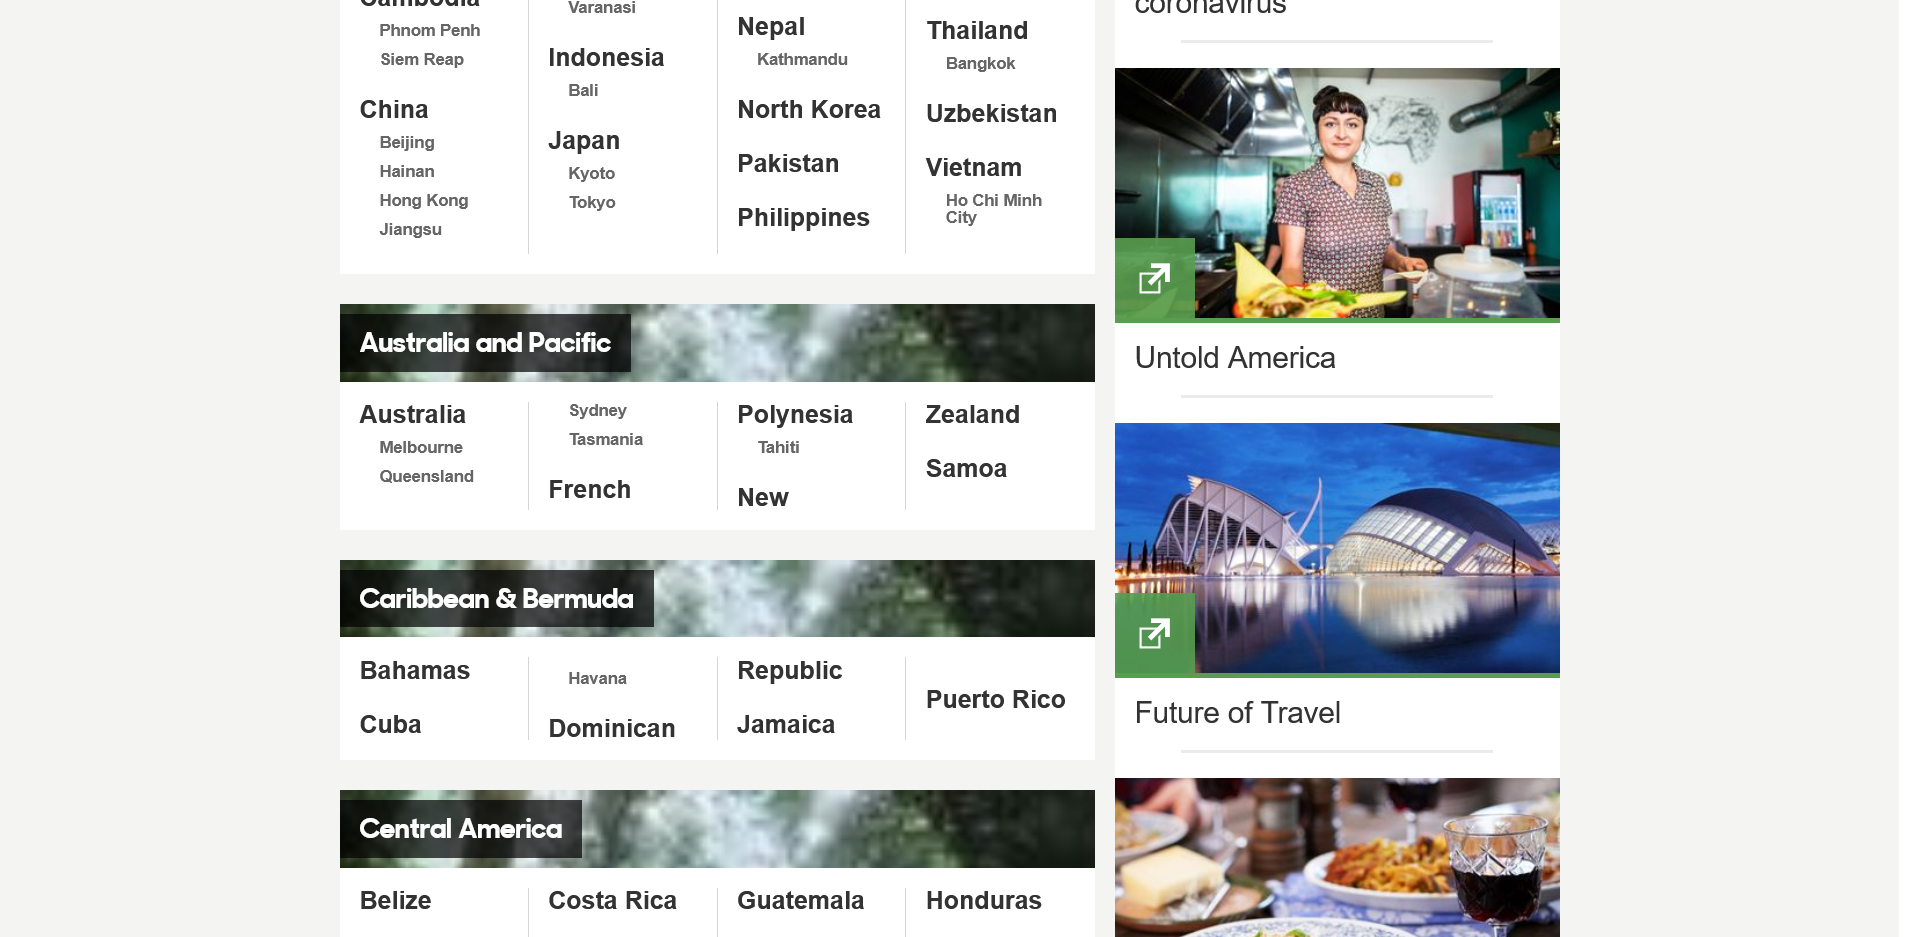 Cambodia
Phnom Penh
Siem Reap
China
Beijing
Hainan
Hong Kong
Jiangsu
Varanasi
Indonesia
Bali
Japan
Kyoto
Tokyo
Nepal
Kathmandu
North Korea
Pakistan
Philippines
Thailand
Bangkok
Uzbekistan
Vietnam
Ho Chi Minh
City
Australia and Pacific
Australia
Melbourne
Queensland
Sydney
Tasmania
French
Polynesia
Tahiti
New
Zealand
Samoa
Caribbean & Bermuda
Bahamas
Cuba
Havana
Dominican
Republic
Jamaica
Puerto Rico
Central America
Belize
Costa Rica
Guatemala
Honduras
coronavirus
Untold America
Future of Travel